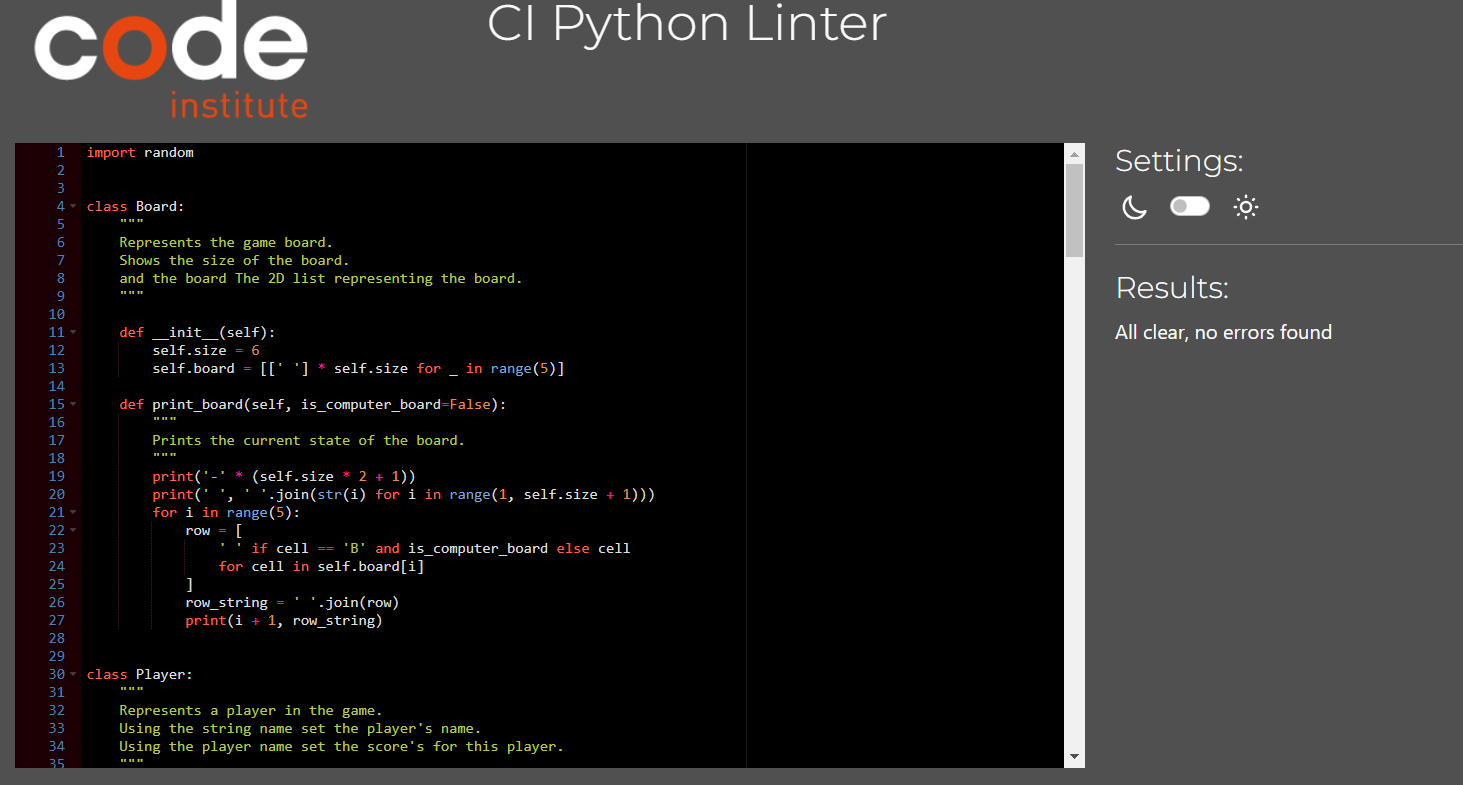 code
institute
CI Python Linter
1 import random
2
3
4 class Board:
5     """
6     Represents the game board.
7     Shows the size of the board.
8     and the board The 2D list representing the board.
9     """
10
11     def __init__(self):
12         self.size = 6
13         self.board = [[' '] * self.size for _ in range(5)]
14
15     def print_board(self, is_computer_board=False):
16         """
17         Prints the current state of the board.
18         """
19         print('-' * (self.size * 2 + 1))
20         print(' ', ' '.join(str(i) for i in range(1, self.size + 1)))
21         for i in range(5):
22             row = [
23                 ' ' if cell == 'B' and is_computer_board else cell
24                 for cell in self.board[i]
25             ]
26             row_string = ' '.join(row)
27             print(i + 1, row_string)
28
29
30 class Player:
31     """
32     Represents a player in the game.
33     Using the string name set the player's name.
34     Using the player name set the score's for this player.
35     """
Settings:
Results:
All clear, no errors found